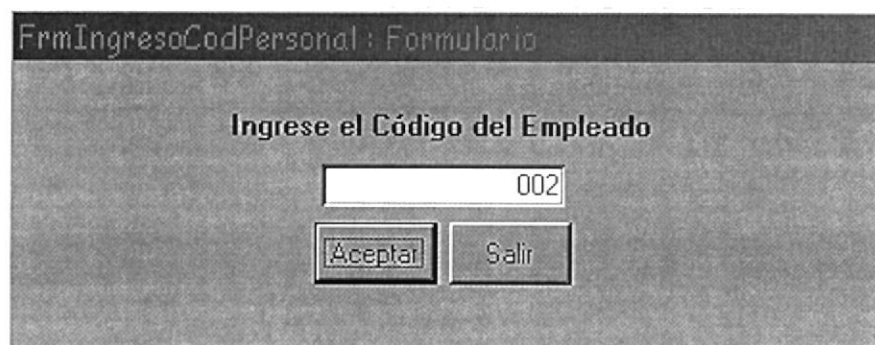 FrmIngresoCodPersonal : Formulario
Ingrese el Código del Empleado
002
Aceptar Salir